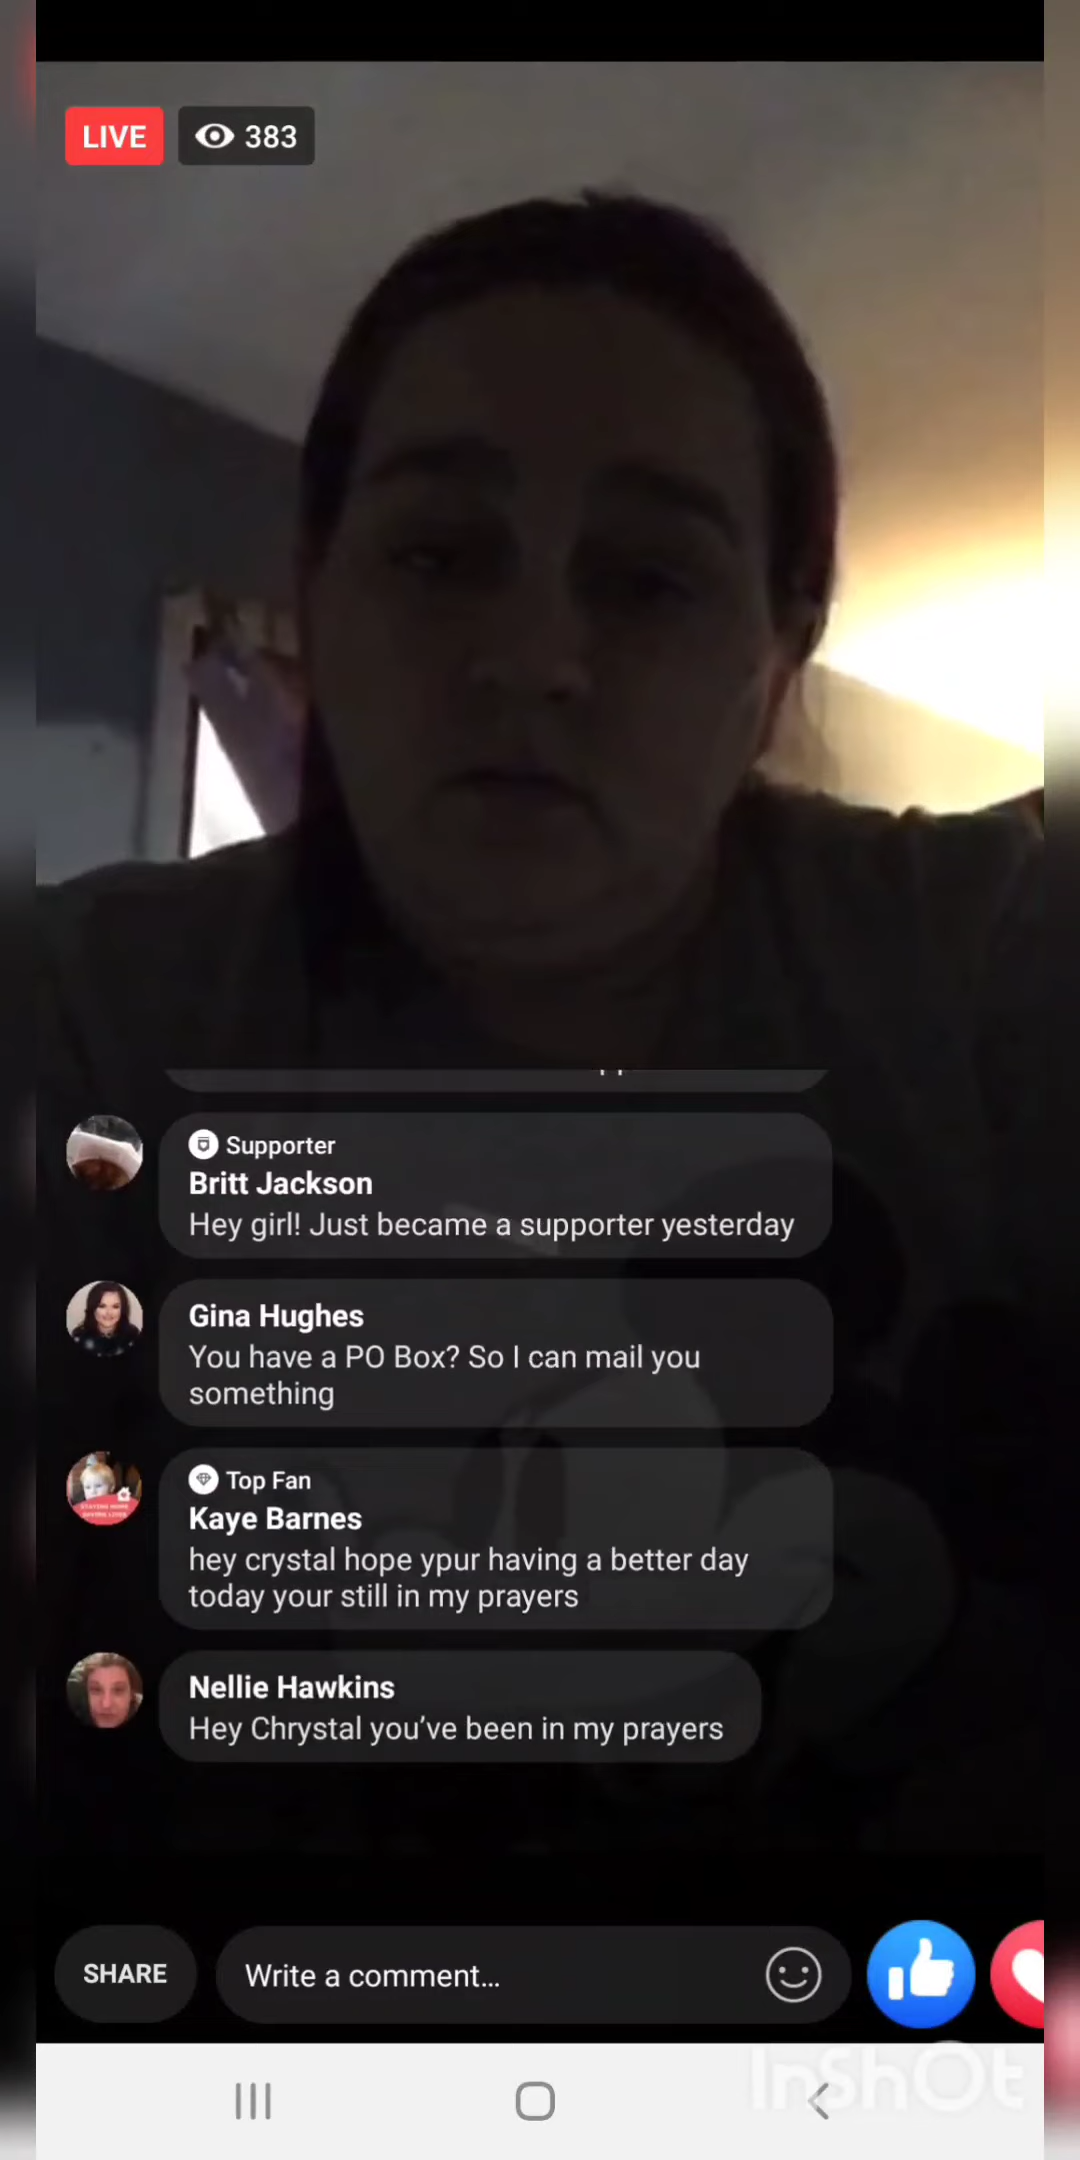 LIVE 383
Supporter
Britt Jackson
Hey girl! Just became a supporter yesterday
Gina Hughes
You have a PO Box? So I can mail you
something
Top Fan
Kaye Barnes
hey crystal hope ypur having a better day
today your still in my prayers
Nellie Hawkins
Hey Chrystal you've been in my prayers
SHARE
Write a comment...
InShOt